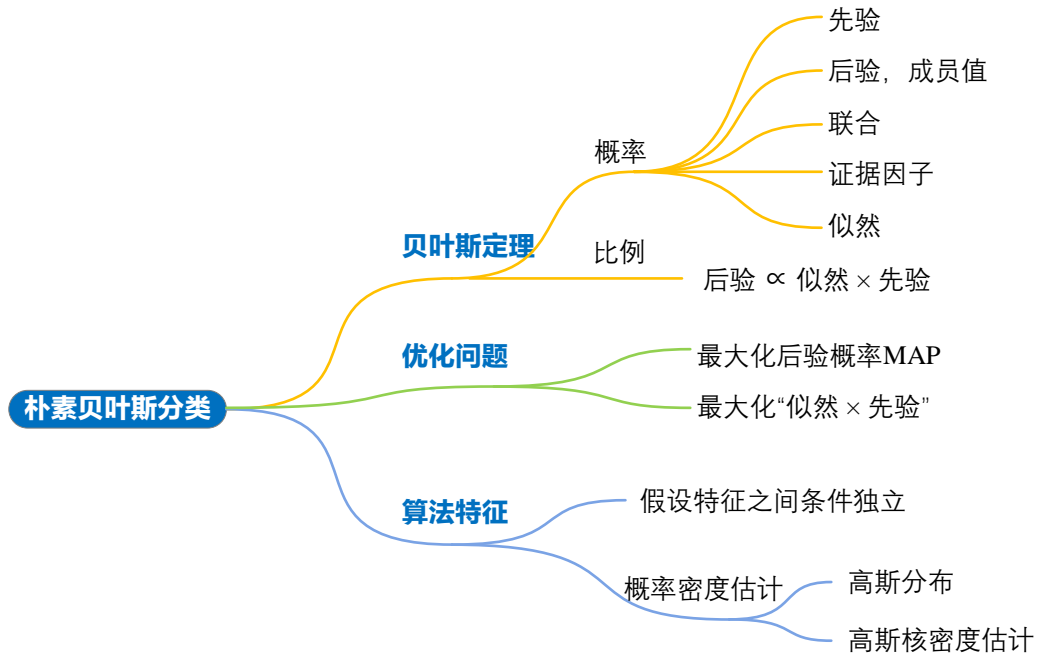 先验
后验，成员值
联合
概率
证据因子
似然
贝叶斯定理
比例
后验 ∝ 似然 × 先验
优化问题
最大化后验概率MAP
朴素贝叶斯分类
最大化“似然 × 先验”
算法特征
假设特征之间条件独立
概率密度估计
高斯分布
高斯核密度估计